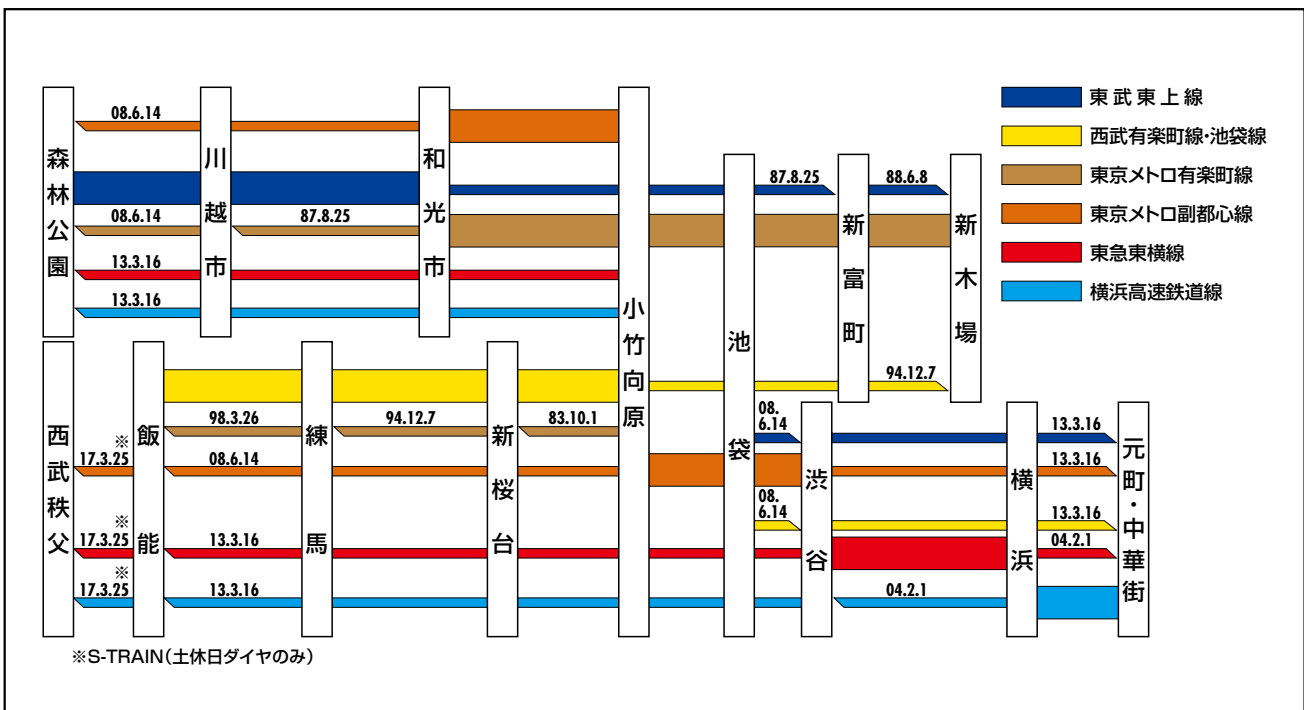 東武東上線
西武有楽町線・池袋線
東京メトロ有楽町線
東京メトロ副都心線
東急東横線
横浜高速鉄道線
森林公園
川越市
和光市
小竹向原
池袋
新富町
新木場
08.6.14
87.8.25
88.6.8
08.6.14
87.8.25
13.3.16
13.3.16
西武秩父
飯能
練馬
新桜台
渋谷
横浜
元町・中華街
94.12.7
98.3.26
94.12.7
83.10.1
08.
6.14
13.3.16
※
17.3.25
08.6.14
13.3.16
08.
6.14
13.3.16
※
17.3.25
13.3.16
04.2.1
※
17.3.25
13.3.16
04.2.1
※S-TRAIN(土休日ダイヤのみ)